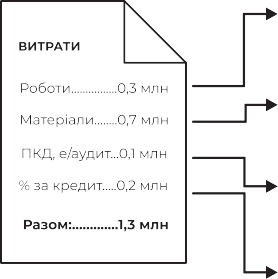 ВИТРАТИ
Роботи...............0,3 млн
Матеріали........0,7 млн
ПКД, е/аудит...0,1 млн
% за кредит.....0,2 млн
Разом:.............1,3 млн